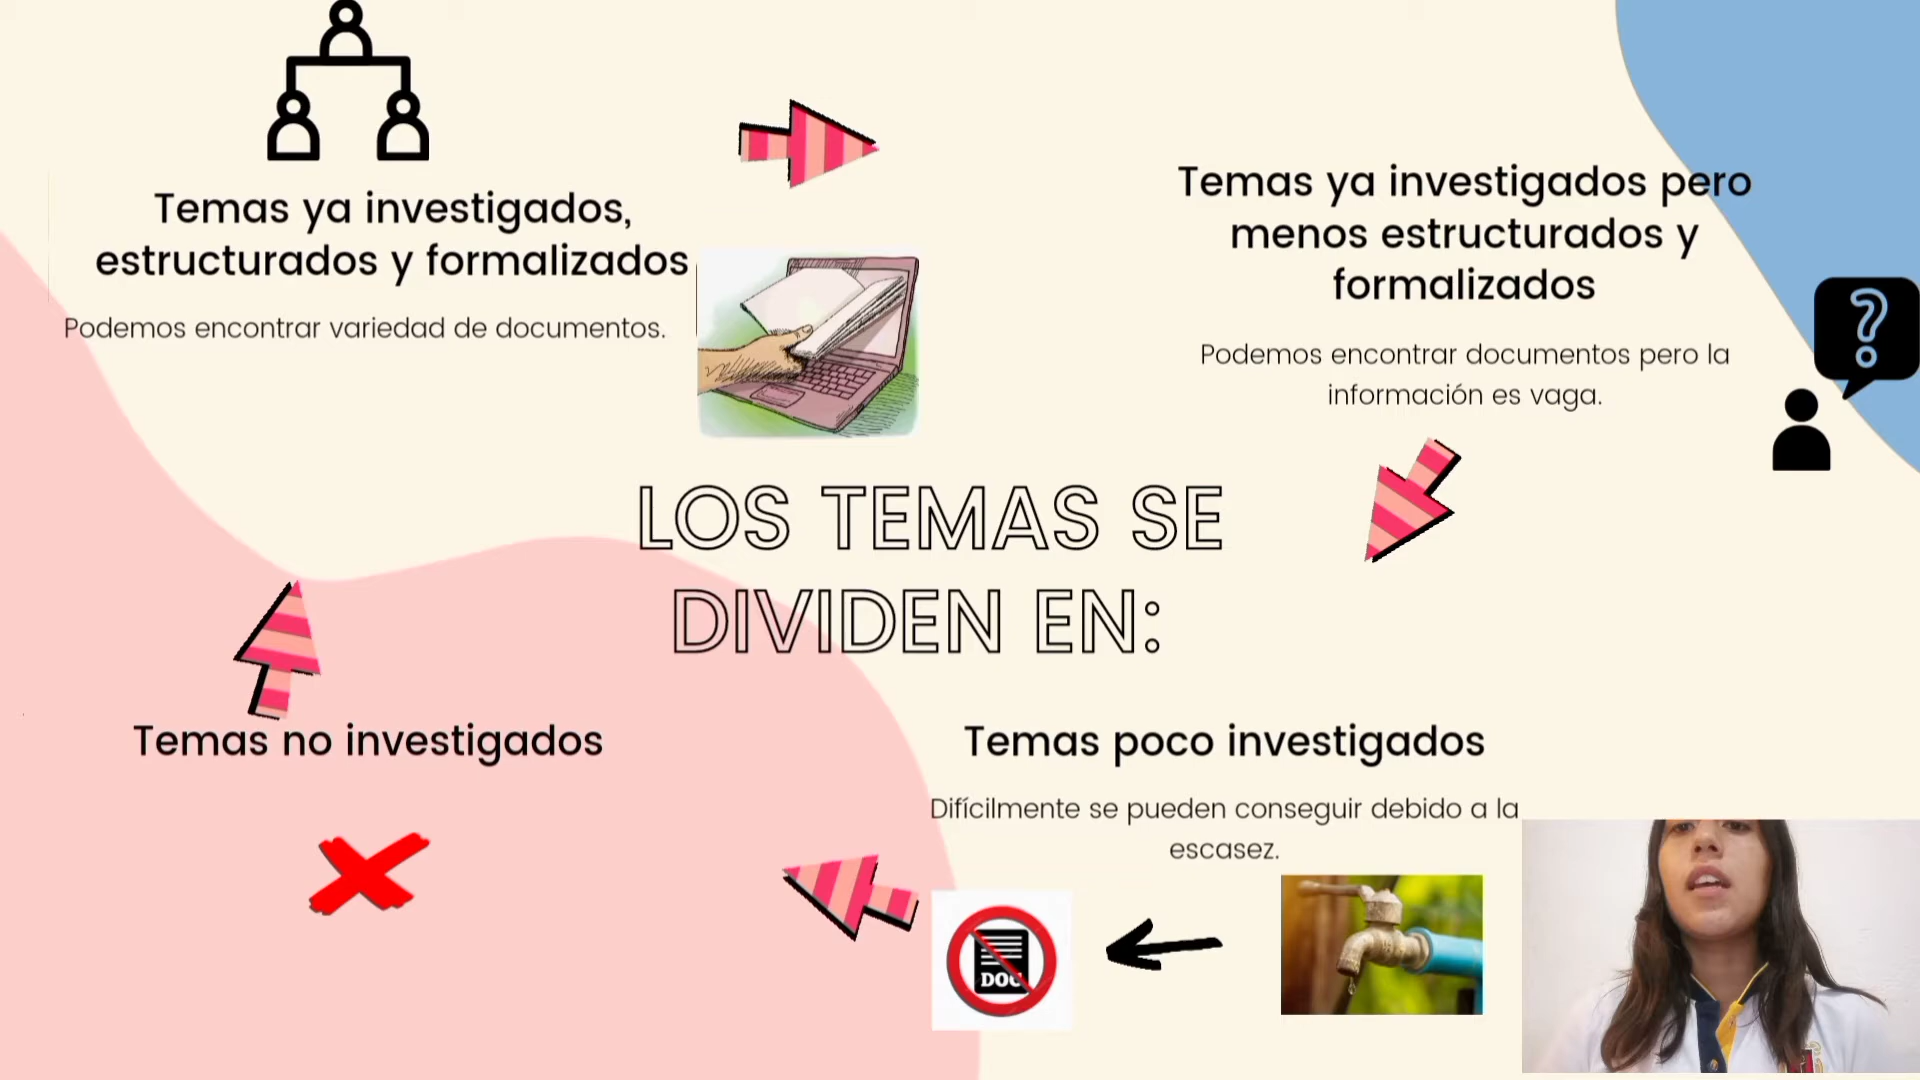 Temas ya investigados,
estructurados y formalizados
Podemos encontrar variedad de documentos.
Temas ya investigados pero
menos estructurados y
formalizados
Podemos encontrar documentos pero la
información es vaga.
?
LOS TEMAS SE
DIVIDEN EN:
Temas no investigados
Temas poco investigados
Difícilmente se pueden conseguir debido a la
escasez.
DOC